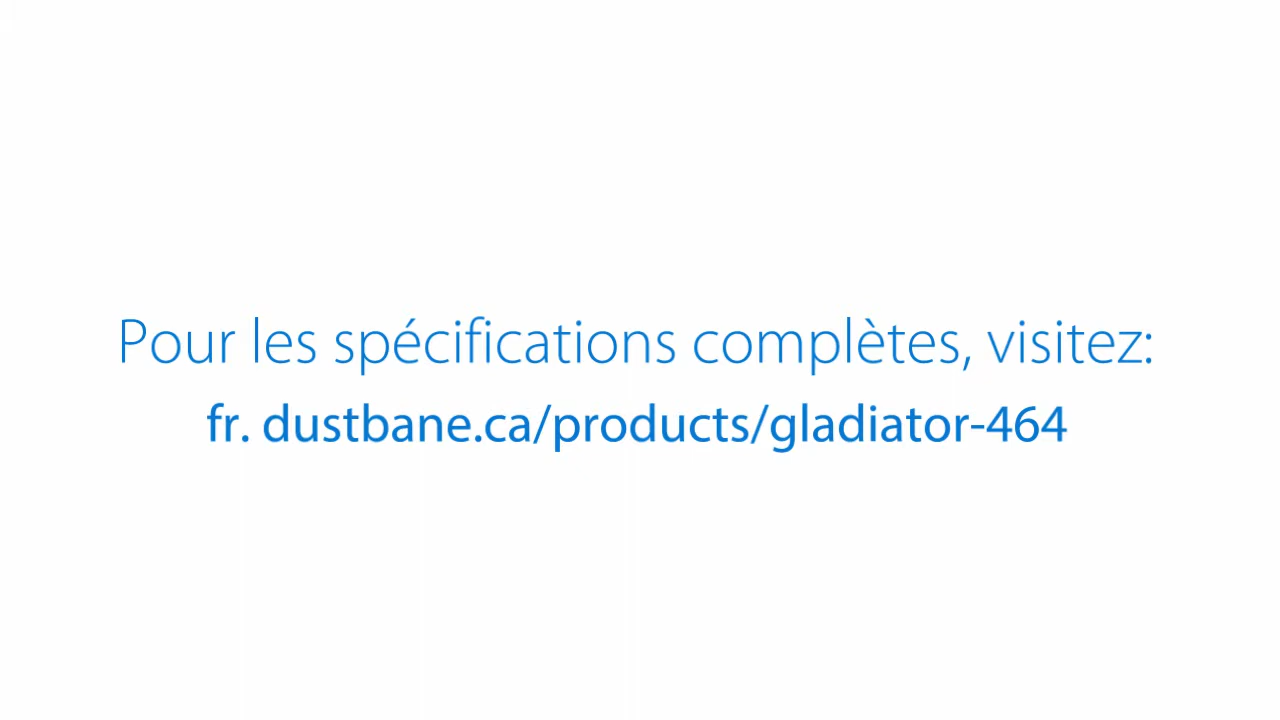 Pour les spécifications complètes, visitez:
fr. dustbane.ca/products/gladiator-464